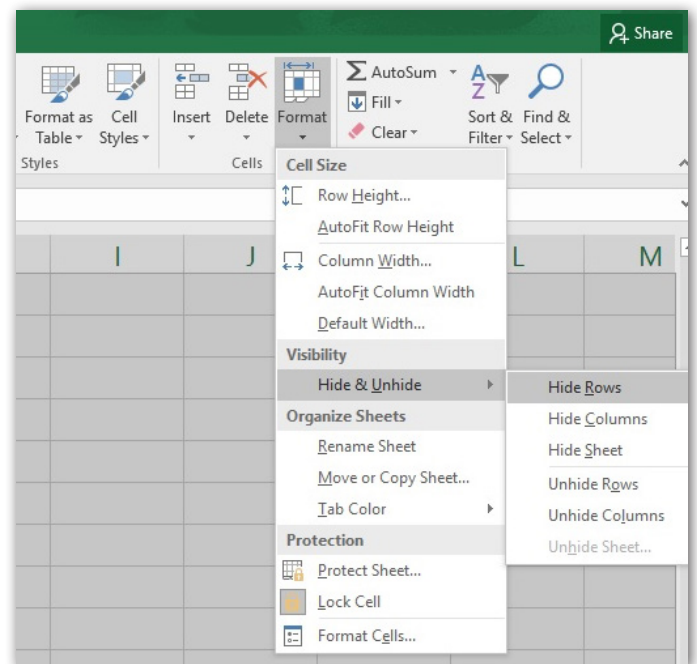 Share
AutoSum
Fill
Clear
Format as Table
Cell Styles
Insert
Delete
Format
Sort & Filter
Find & Select
Styles
Cells
Cell Size
Row Height...
AutoFit Row Height
Column Width...
AutoFit Column Width
Default Width...
Visibility
Hide & Unhide
Organize Sheets
Rename Sheet
Move or Copy Sheet...
Tab Color
Protection
Protect Sheet...
Lock Cell
Format Cells...
Hide Rows
Hide Columns
Hide Sheet
Unhide Rows
Unhide Columns
Unhide Sheet...
I
J
L
M